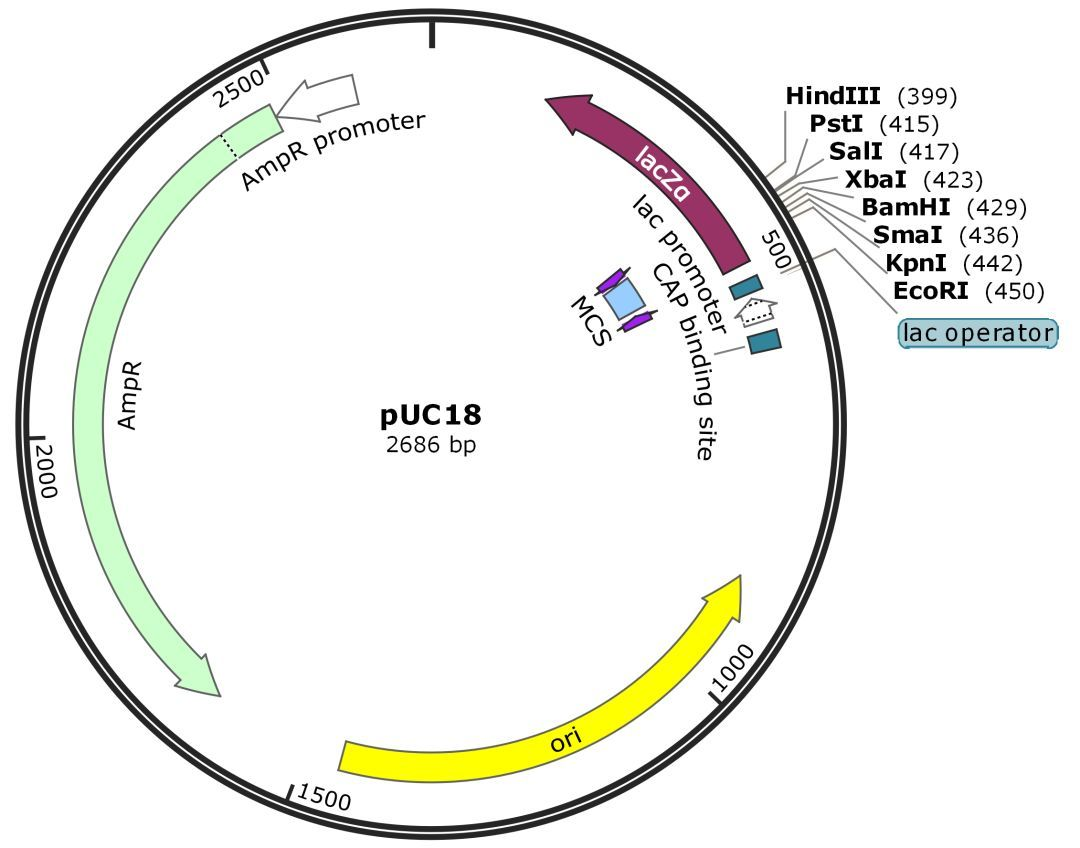 2500
AmpR promoter
lacZα
HindIII (399)
PstI (415)
SalI (417)
XbaI (423)
BamHI (429)
SmaI (436)
KpnI (442)
EcoRI (450)
lac operator
500
lac promoter
CAP binding site
MCS
AmpR
pUC18
2686 bp
2000
1000
ori
1500